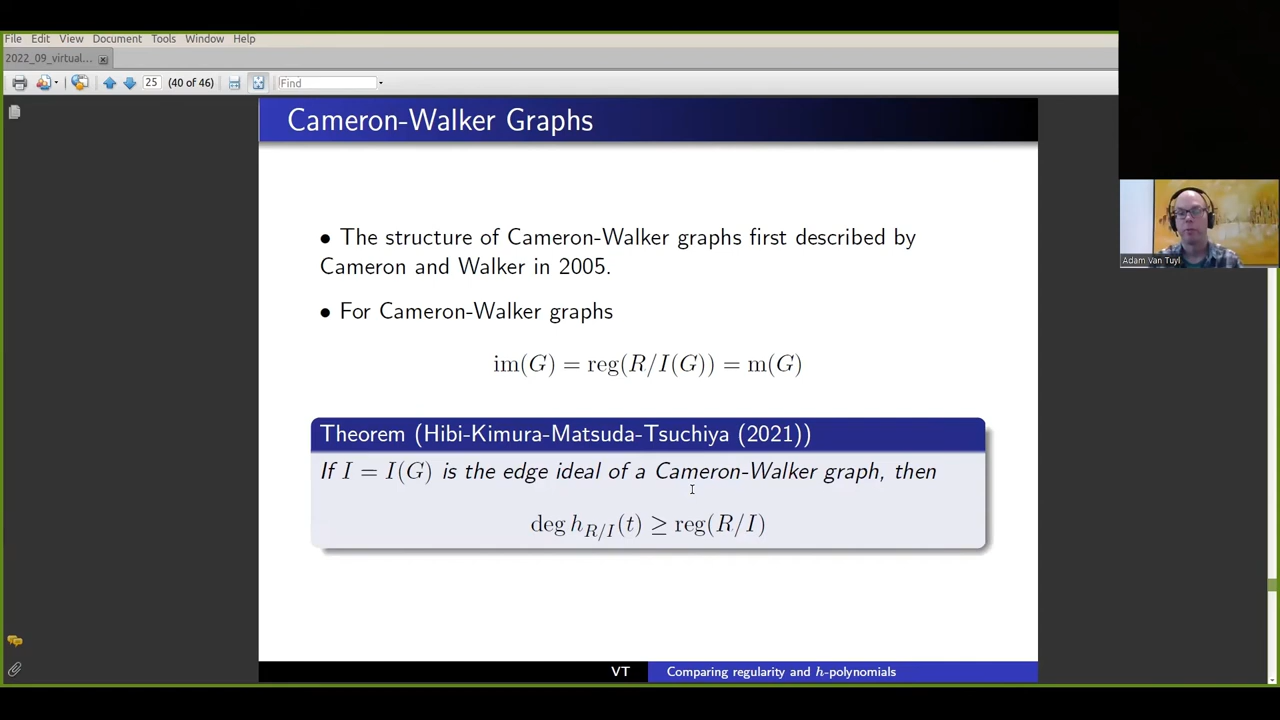 File Edit View Document Tools Window Help
2022_09_virtual...
25 (40 of 46) Find
Cameron-Walker Graphs
• The structure of Cameron-Walker graphs first described by
Cameron and Walker in 2005.
• For Cameron-Walker graphs
im(G) = reg(R/I(G)) = m(G)
Theorem (Hibi-Kimura-Matsuda-Tsuchiya (2021))
If I = I(G) is the edge ideal of a Cameron-Walker graph, then
deg h_{R/I}(t) ≥ reg(R/I)
VT Comparing regularity and h-polynomials
Adam Van Tuyl